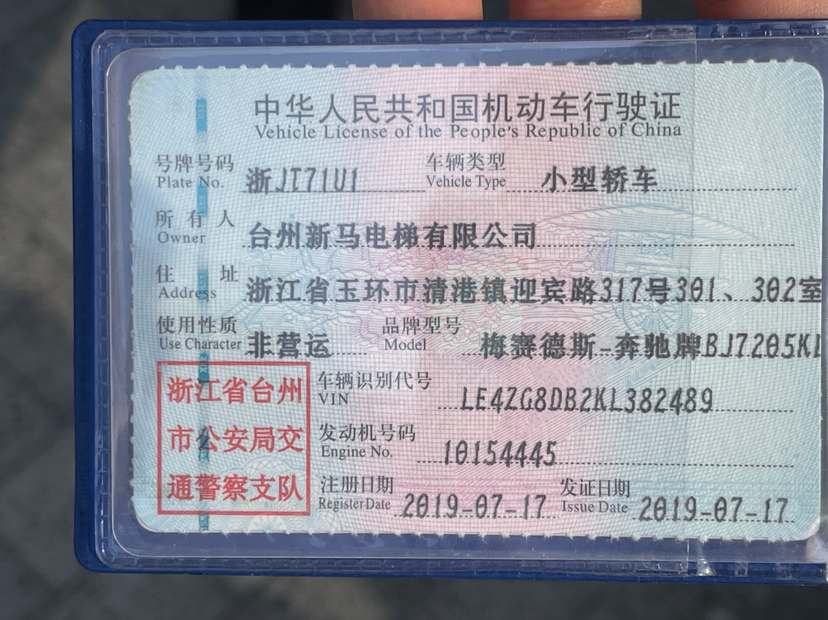 中华人民共和国机动车行驶证
Vehicle License of the People's Republic of China
号牌号码 浙JT71U1 车辆类型 小型轿车
Plate No. Vehicle Type
所有人 台州新马电梯有限公司
Owner
住址 浙江省玉环市清港镇迎宾路317号301、302室
Address
使用性质 非营运 品牌型号 梅赛德斯-奔驰牌BJ7205KL
Use Character Model
浙江省台州
市公安局交
通警察支队
车辆识别代号 LE4ZG8DB2KL382489
VIN
发动机号码 10154445
Engine No.
注册日期 2019-07-17 发证日期 2019-07-17
Register Date Issue Date